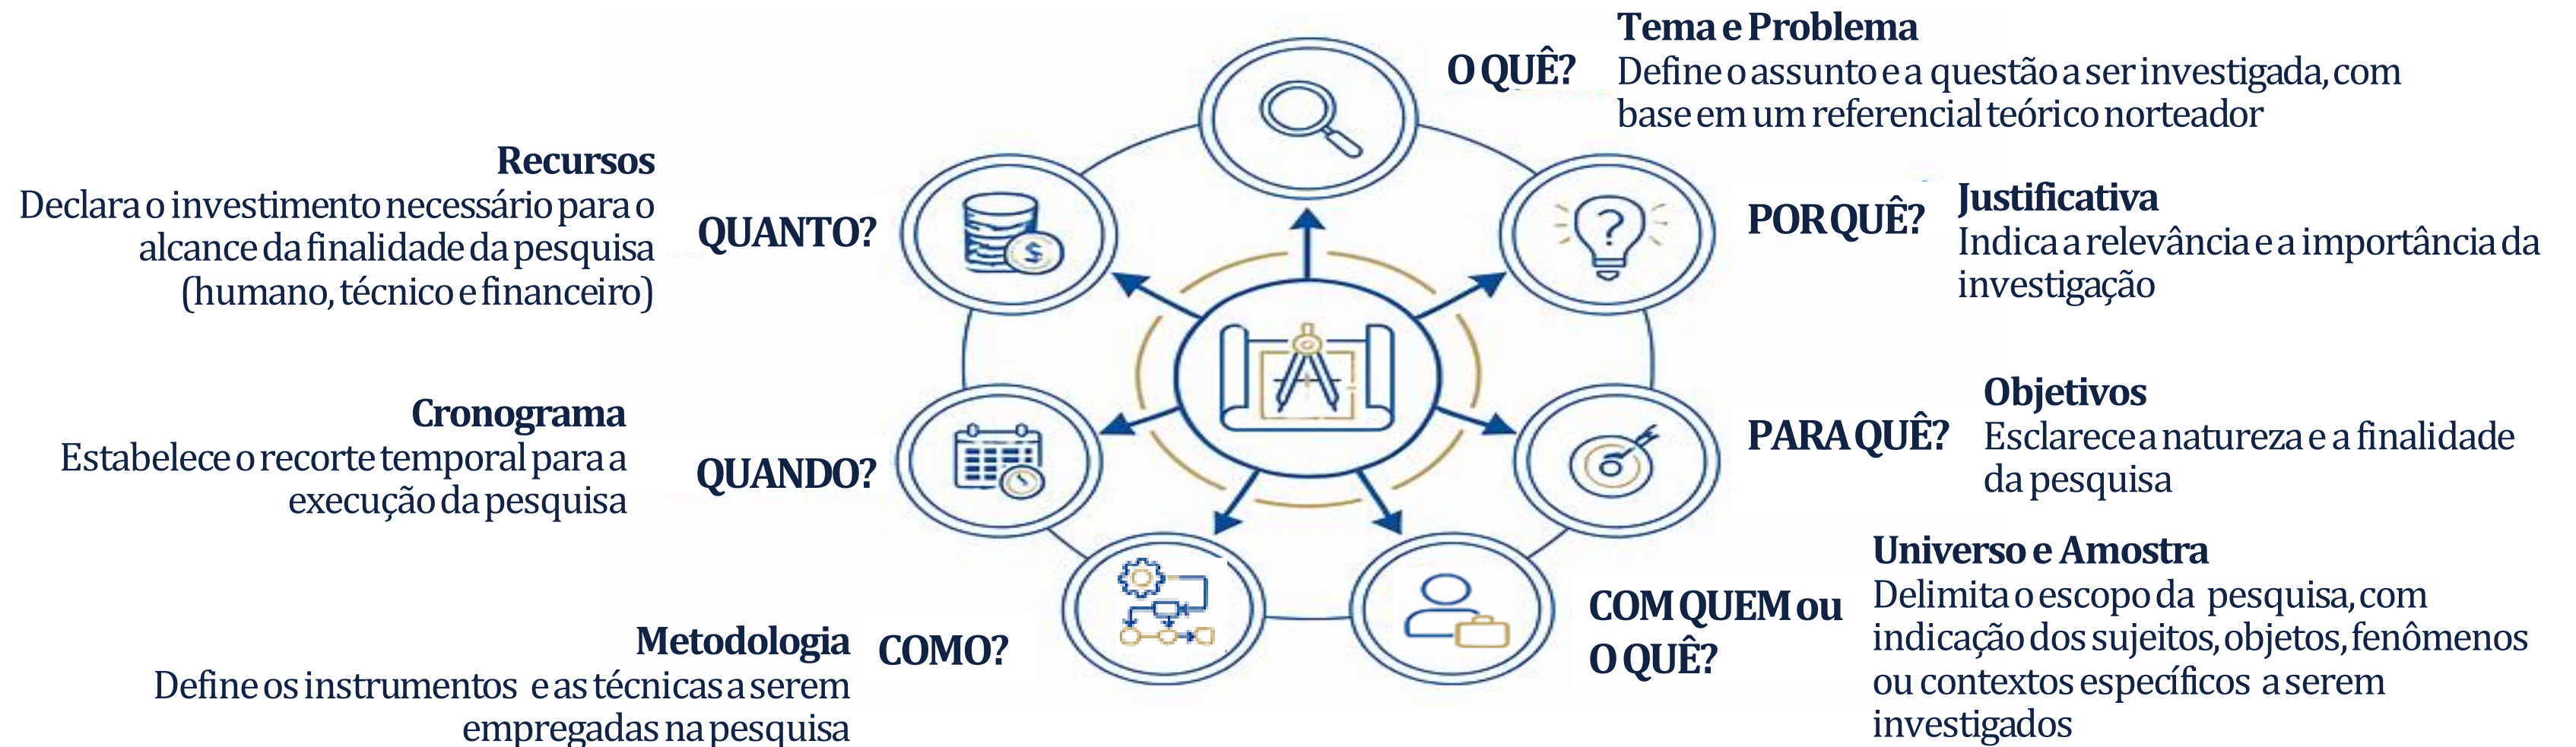 Tema e Problema
O QUÊ?
Define o assunto e a questão a ser investigada, com
base em um referencial teórico norteador
Justificativa
POR QUÊ?
Indica a relevância e a importância da
investigação
Objetivos
PARA QUÊ?
Esclarece a natureza e a finalidade
da pesquisa
Universo e Amostra
COM QUEM ou
O QUÊ?
Delimita o escopo da pesquisa, com
indicação dos sujeitos, objetos, fenômenos
ou contextos específicos a serem
investigados
Metodologia
COMO?
Define os instrumentos e as técnicas a serem
empregadas na pesquisa
Cronograma
QUANDO?
Estabelece o recorte temporal para a
execução da pesquisa
Recursos
QUANTO?
Declara o investimento necessário para o
alcance da finalidade da pesquisa
(humano, técnico e financeiro)
?
$